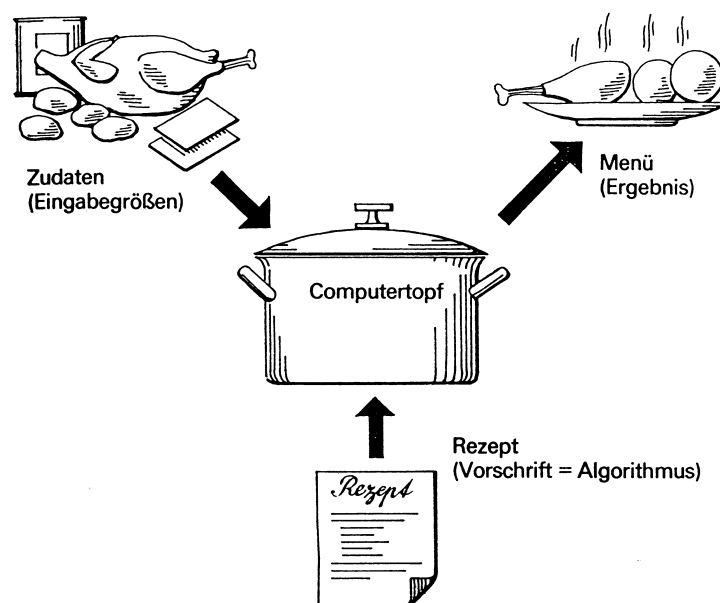 Zudaten
(Eingabegrößen)
Menü
(Ergebnis)
Computertopf
Rezept
(Vorschrift = Algorithmus)
Rezept